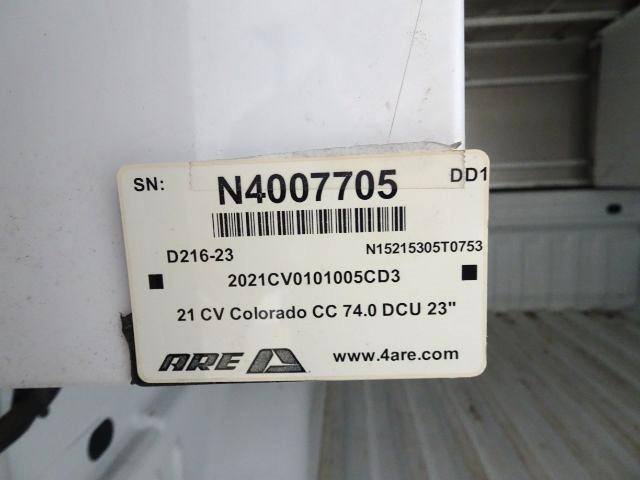 SN: N4007705 DD1
D216-23 N15215305T0753
2021CV0101005CD3
21 CV Colorado CC 74.0 DCU 23"
ARE www.4are.com